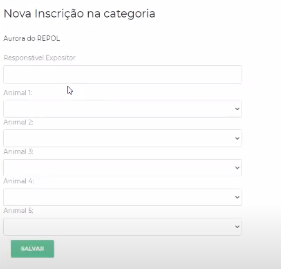 Nova Inscrição na categoria
Aurora do REPOL
Responsável Expositor
Animal 1:
Animal 2:
Animal 3:
Animal 4:
Animal 5:
SALVAR